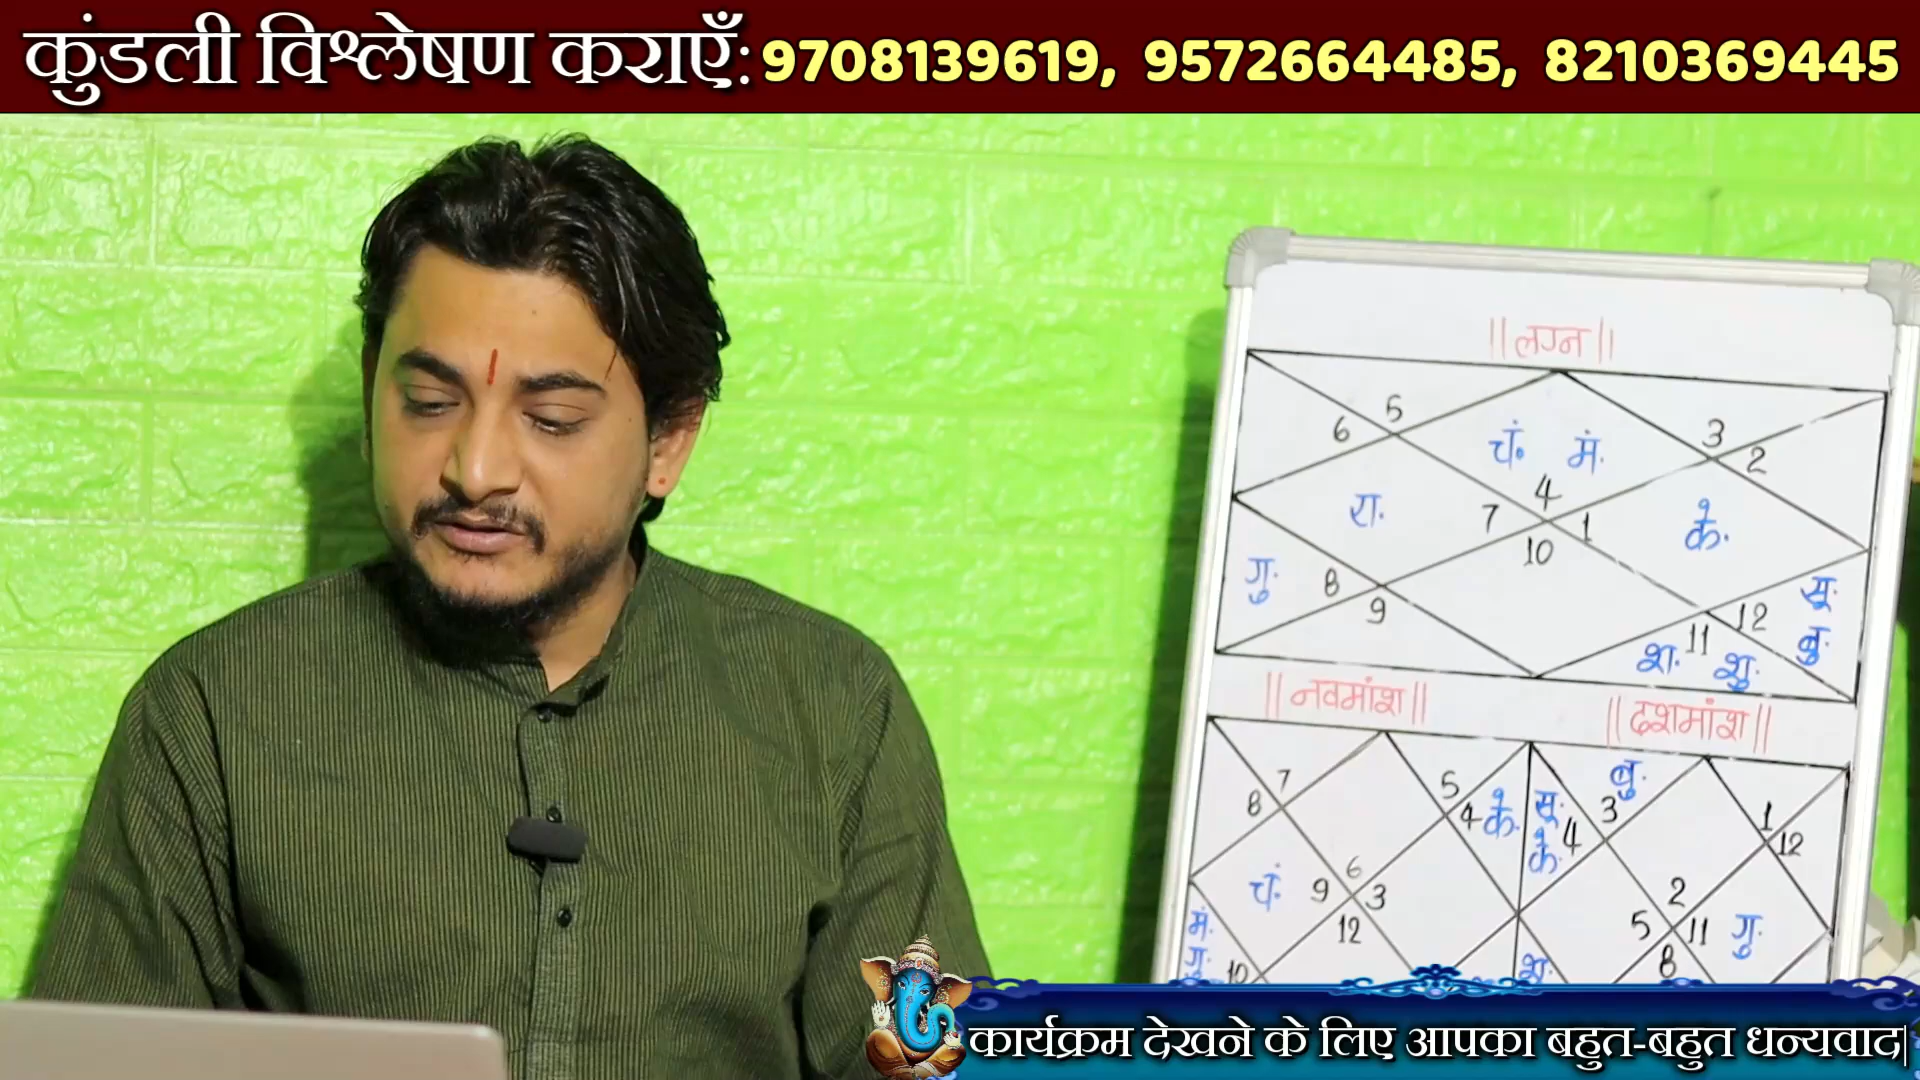 कुंडली विश्लेषण कराएँ: 9708139619, 9572664485, 8210369445
||लग्न||
5 3
6 चं. मं. 2
4
रा. 7 1 के.
10
गु. 8 12 सू.
9 11 बु.
श. शु.
||नवमांश|| ||दशमांश||
7 5 बु.
8 4 के. सू. 3 1
के. 4 12
6
चं. 9 3 2
मं. 12 5 11 गु.
गु. 10 श. 8
कार्यक्रम देखने के लिए आपका बहुत-बहुत धन्यवाद|